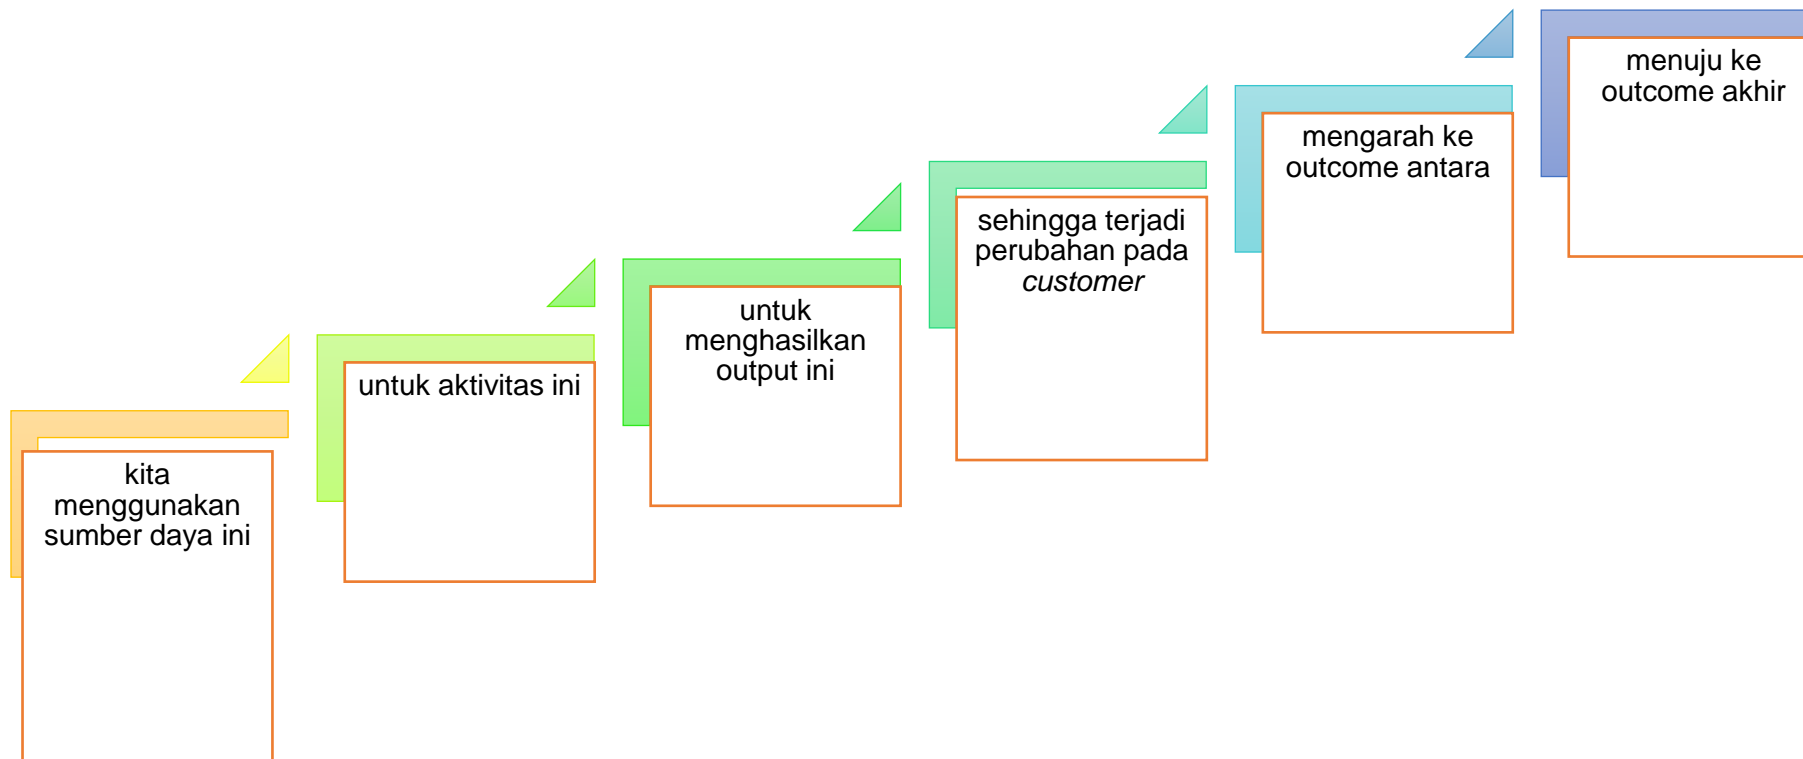 kita
menggunakan
sumber daya ini
untuk aktivitas ini
untuk
menghasilkan
output ini
sehingga terjadi
perubahan pada
customer
mengarah ke
outcome antara
menuju ke
outcome akhir